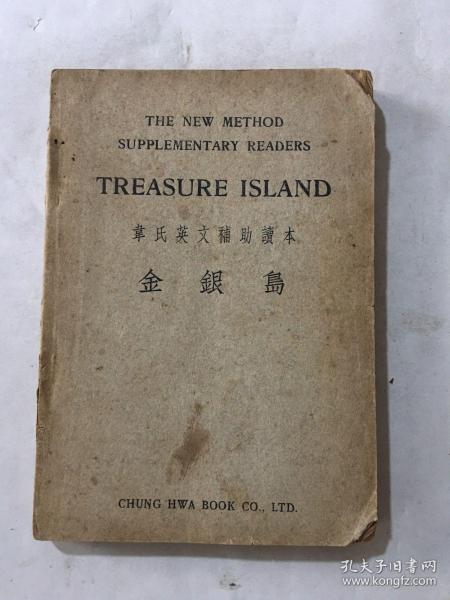 THE NEW METHOD
SUPPLEMENTARY READERS
TREASURE ISLAND
韋氏英文補助讀本
金銀島
CHUNG HWA BOOK CO., LTD.
孔夫子旧书网
www.kongfz.com